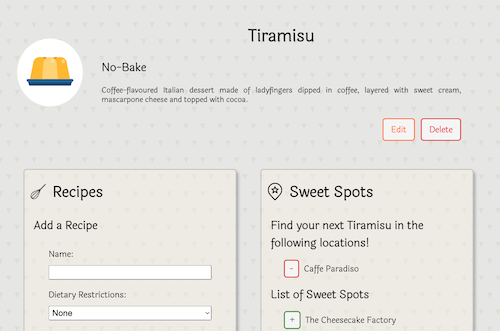 Tiramisu
No-Bake
Coffee-flavoured Italian dessert made of ladyfingers dipped in coffee, layered with sweet cream,
mascarpone cheese and topped with cocoa.
Edit Delete
Recipes
Add a Recipe
Name:
Dietary Restrictions:
None
Sweet Spots
Find your next Tiramisu in the
following locations!
- Caffe Paradiso
List of Sweet Spots
+ The Cheesecake Factory